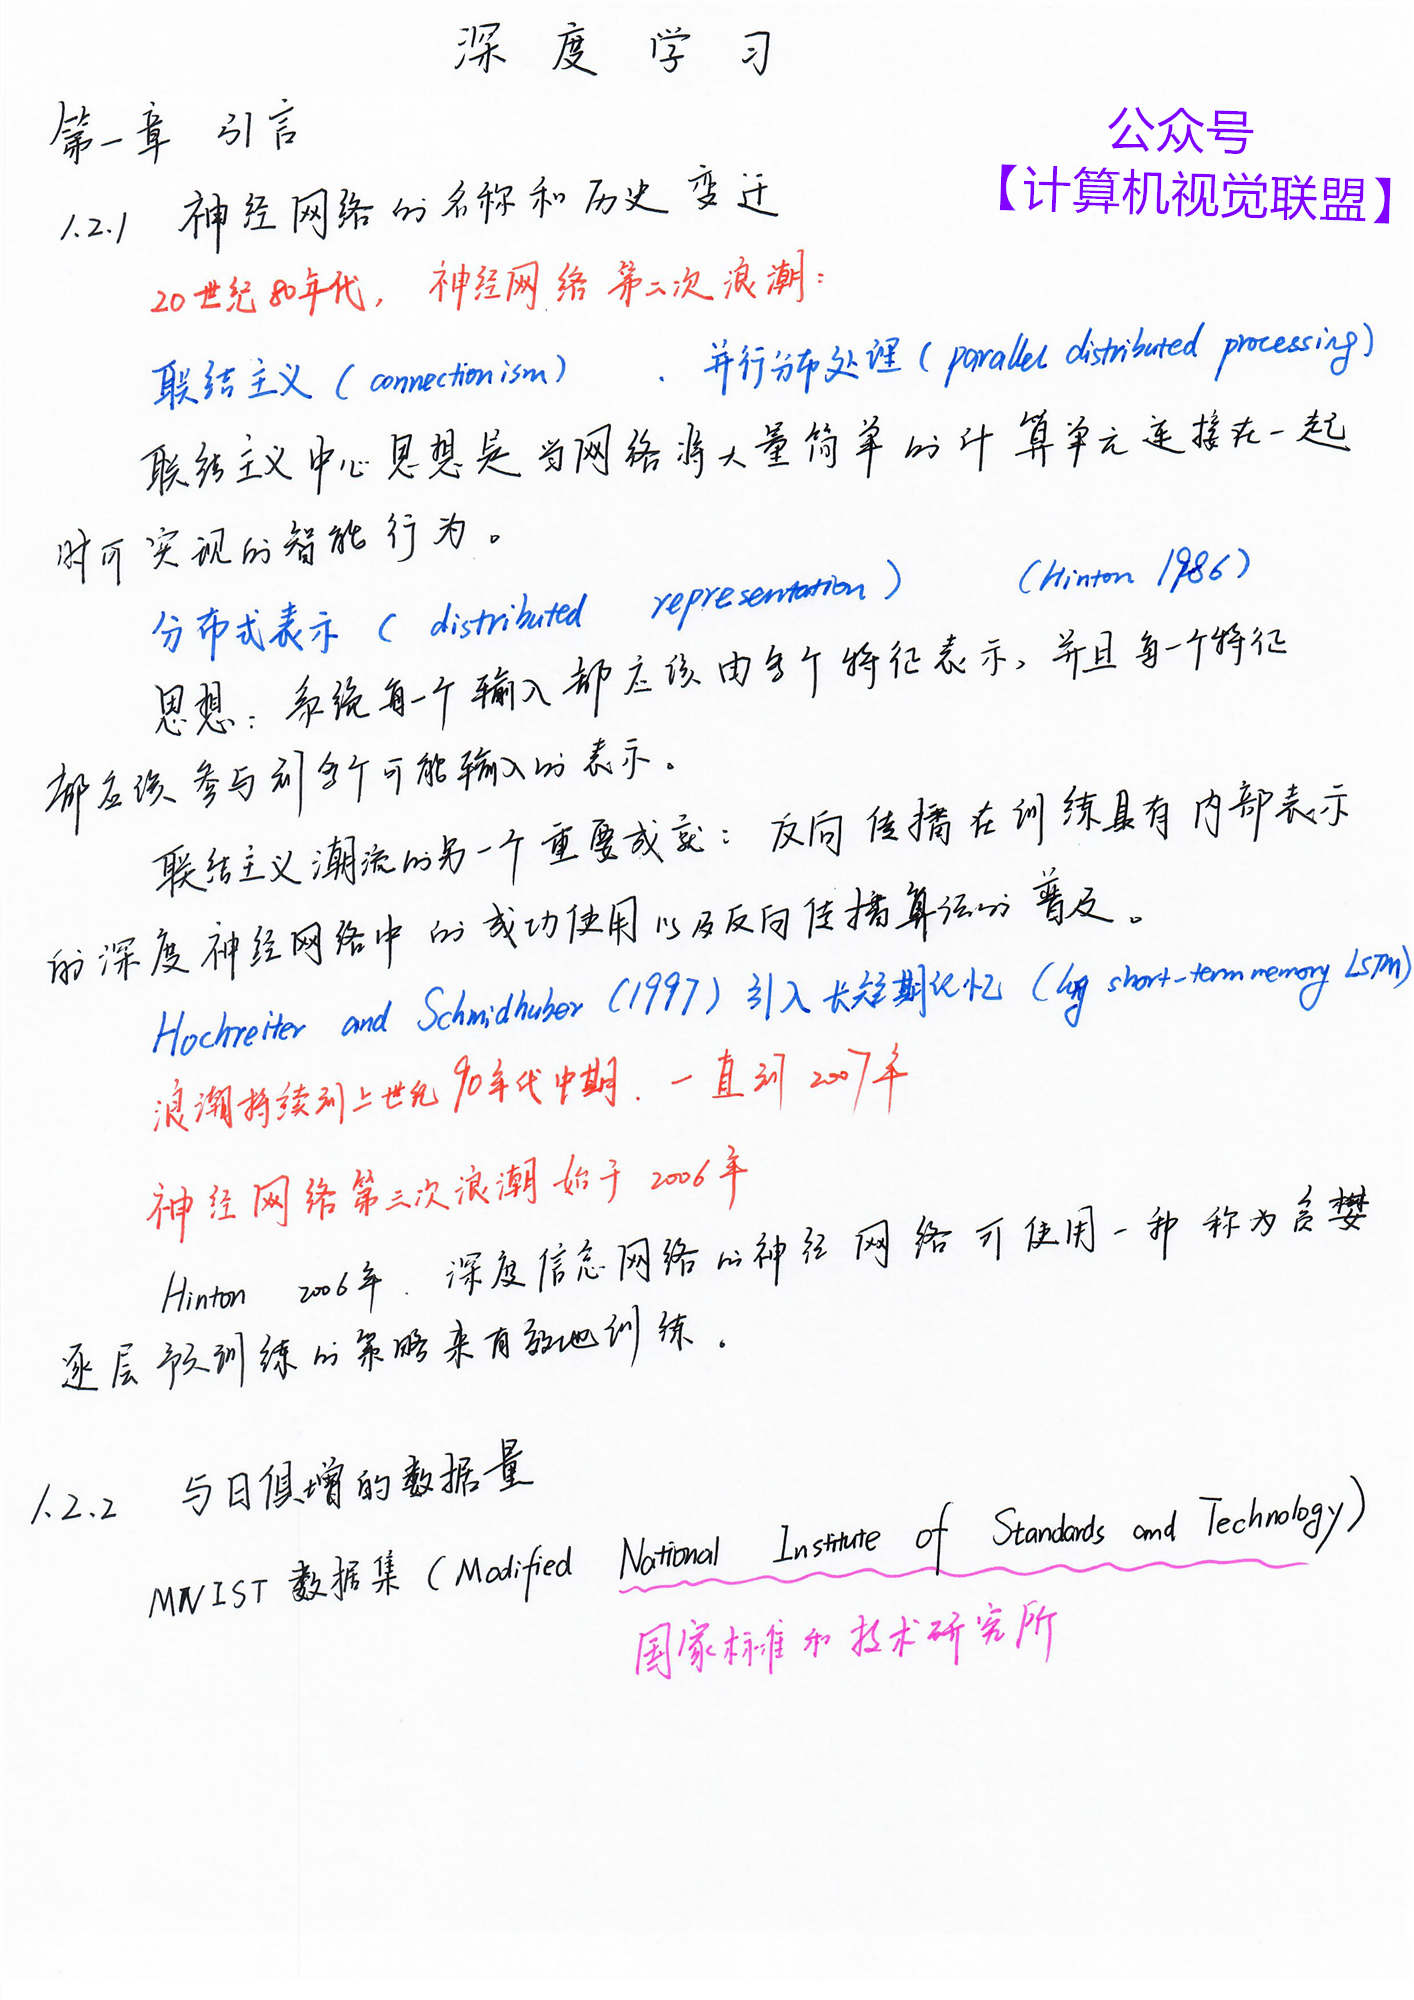 深度学习
公众号
【计算机视觉联盟】
第一章 引言
1.2.1 神经网络的名称和历史变迁
20世纪80年代, 神经网络第二次浪潮:
联结主义(connectionism) . 并行分布处理(parallel distributed processing)
联结主义中心思想是当网络将大量简单的计算单元连接在一起
时可实现的智能行为。
分布式表示( distributed representation) (Hinton 1986)
思想: 系统每一个输入都应该由多个特征表示, 并且每一个特征
都应该参与到多个可能输入的表示。
联结主义潮流的另一个重要成就: 反向传播在训练具有内部表示
的深度神经网络中的成功使用以及反向传播算法的普及。
Hochreiter and Schmidhuber (1997) 引入长短期记忆 ( short-term memory LSTM)
浪潮持续到上世纪90年代中期. 一直到2007年
神经网络第三次浪潮始于2006年
Hinton 2006年. 深度信念网络的神经网络可使用一种称为贪婪
逐层预训练的策略来有效地训练。
1.2.2 与日俱增的数据量
MNIST数据集(Modified National Institute of Standards and Technology)
国家标准和技术研究所